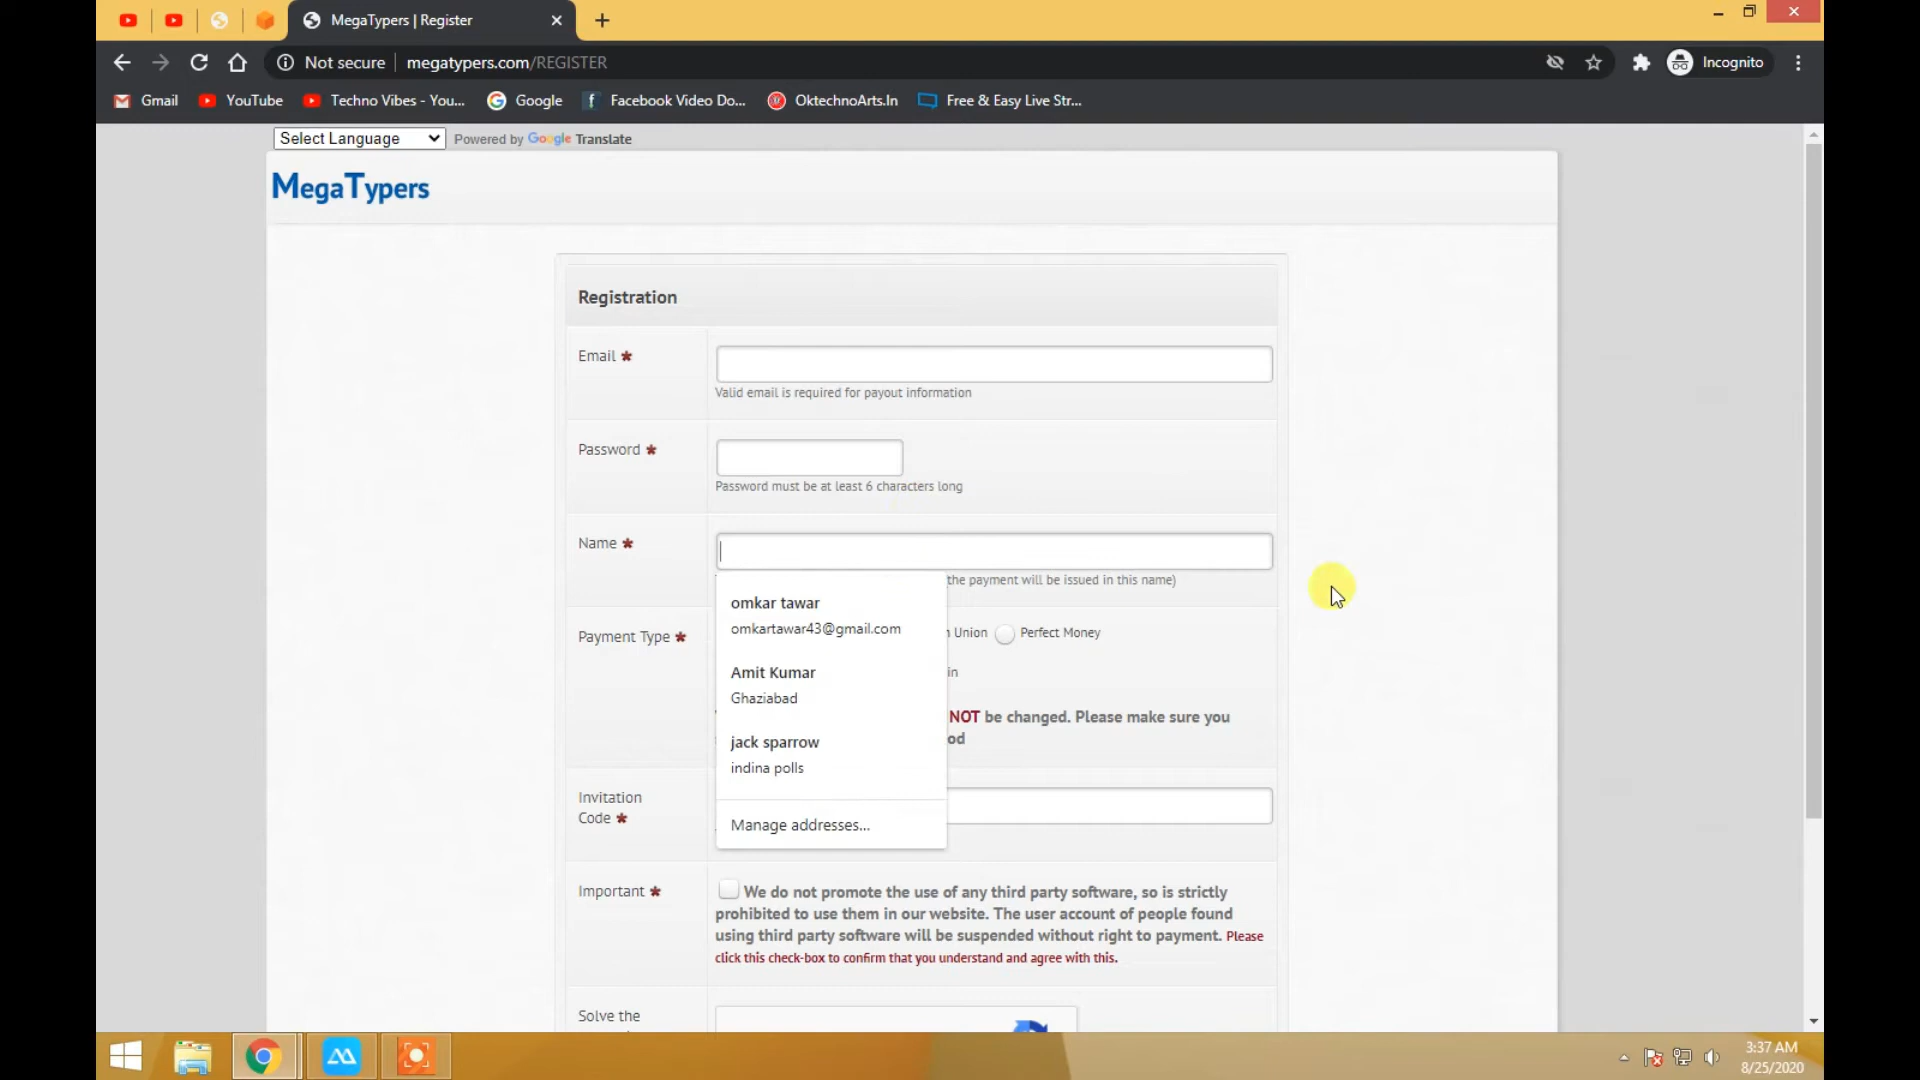 MegaTypers | Register
Not secure
megatypers.com/REGISTER
Incognito
Gmail
YouTube
Techno Vibes - You...
Google
Facebook Video Do...
OktechnoArts.In
Free & Easy Live Str...
Select Language
Powered by Google Translate
MegaTypers
Registration
Email *
Valid email is required for payout information
Password *
Password must be at least 6 characters long
Name *
the payment will be issued in this name)
omkar tawar
omkartawar43@gmail.com
Payment Type *
Union
Perfect Money
Amit Kumar
Ghaziabad
NOT be changed. Please make sure you
jack sparrow
indina polls
Invitation
Code *
Manage addresses...
Important *
We do not promote the use of any third party software, so is strictly
prohibited to use them in our website. The user account of people found
using third party software will be suspended without right to payment. Please
click this check-box to confirm that you understand and agree with this.
Solve the
3:37 AM
8/25/2020